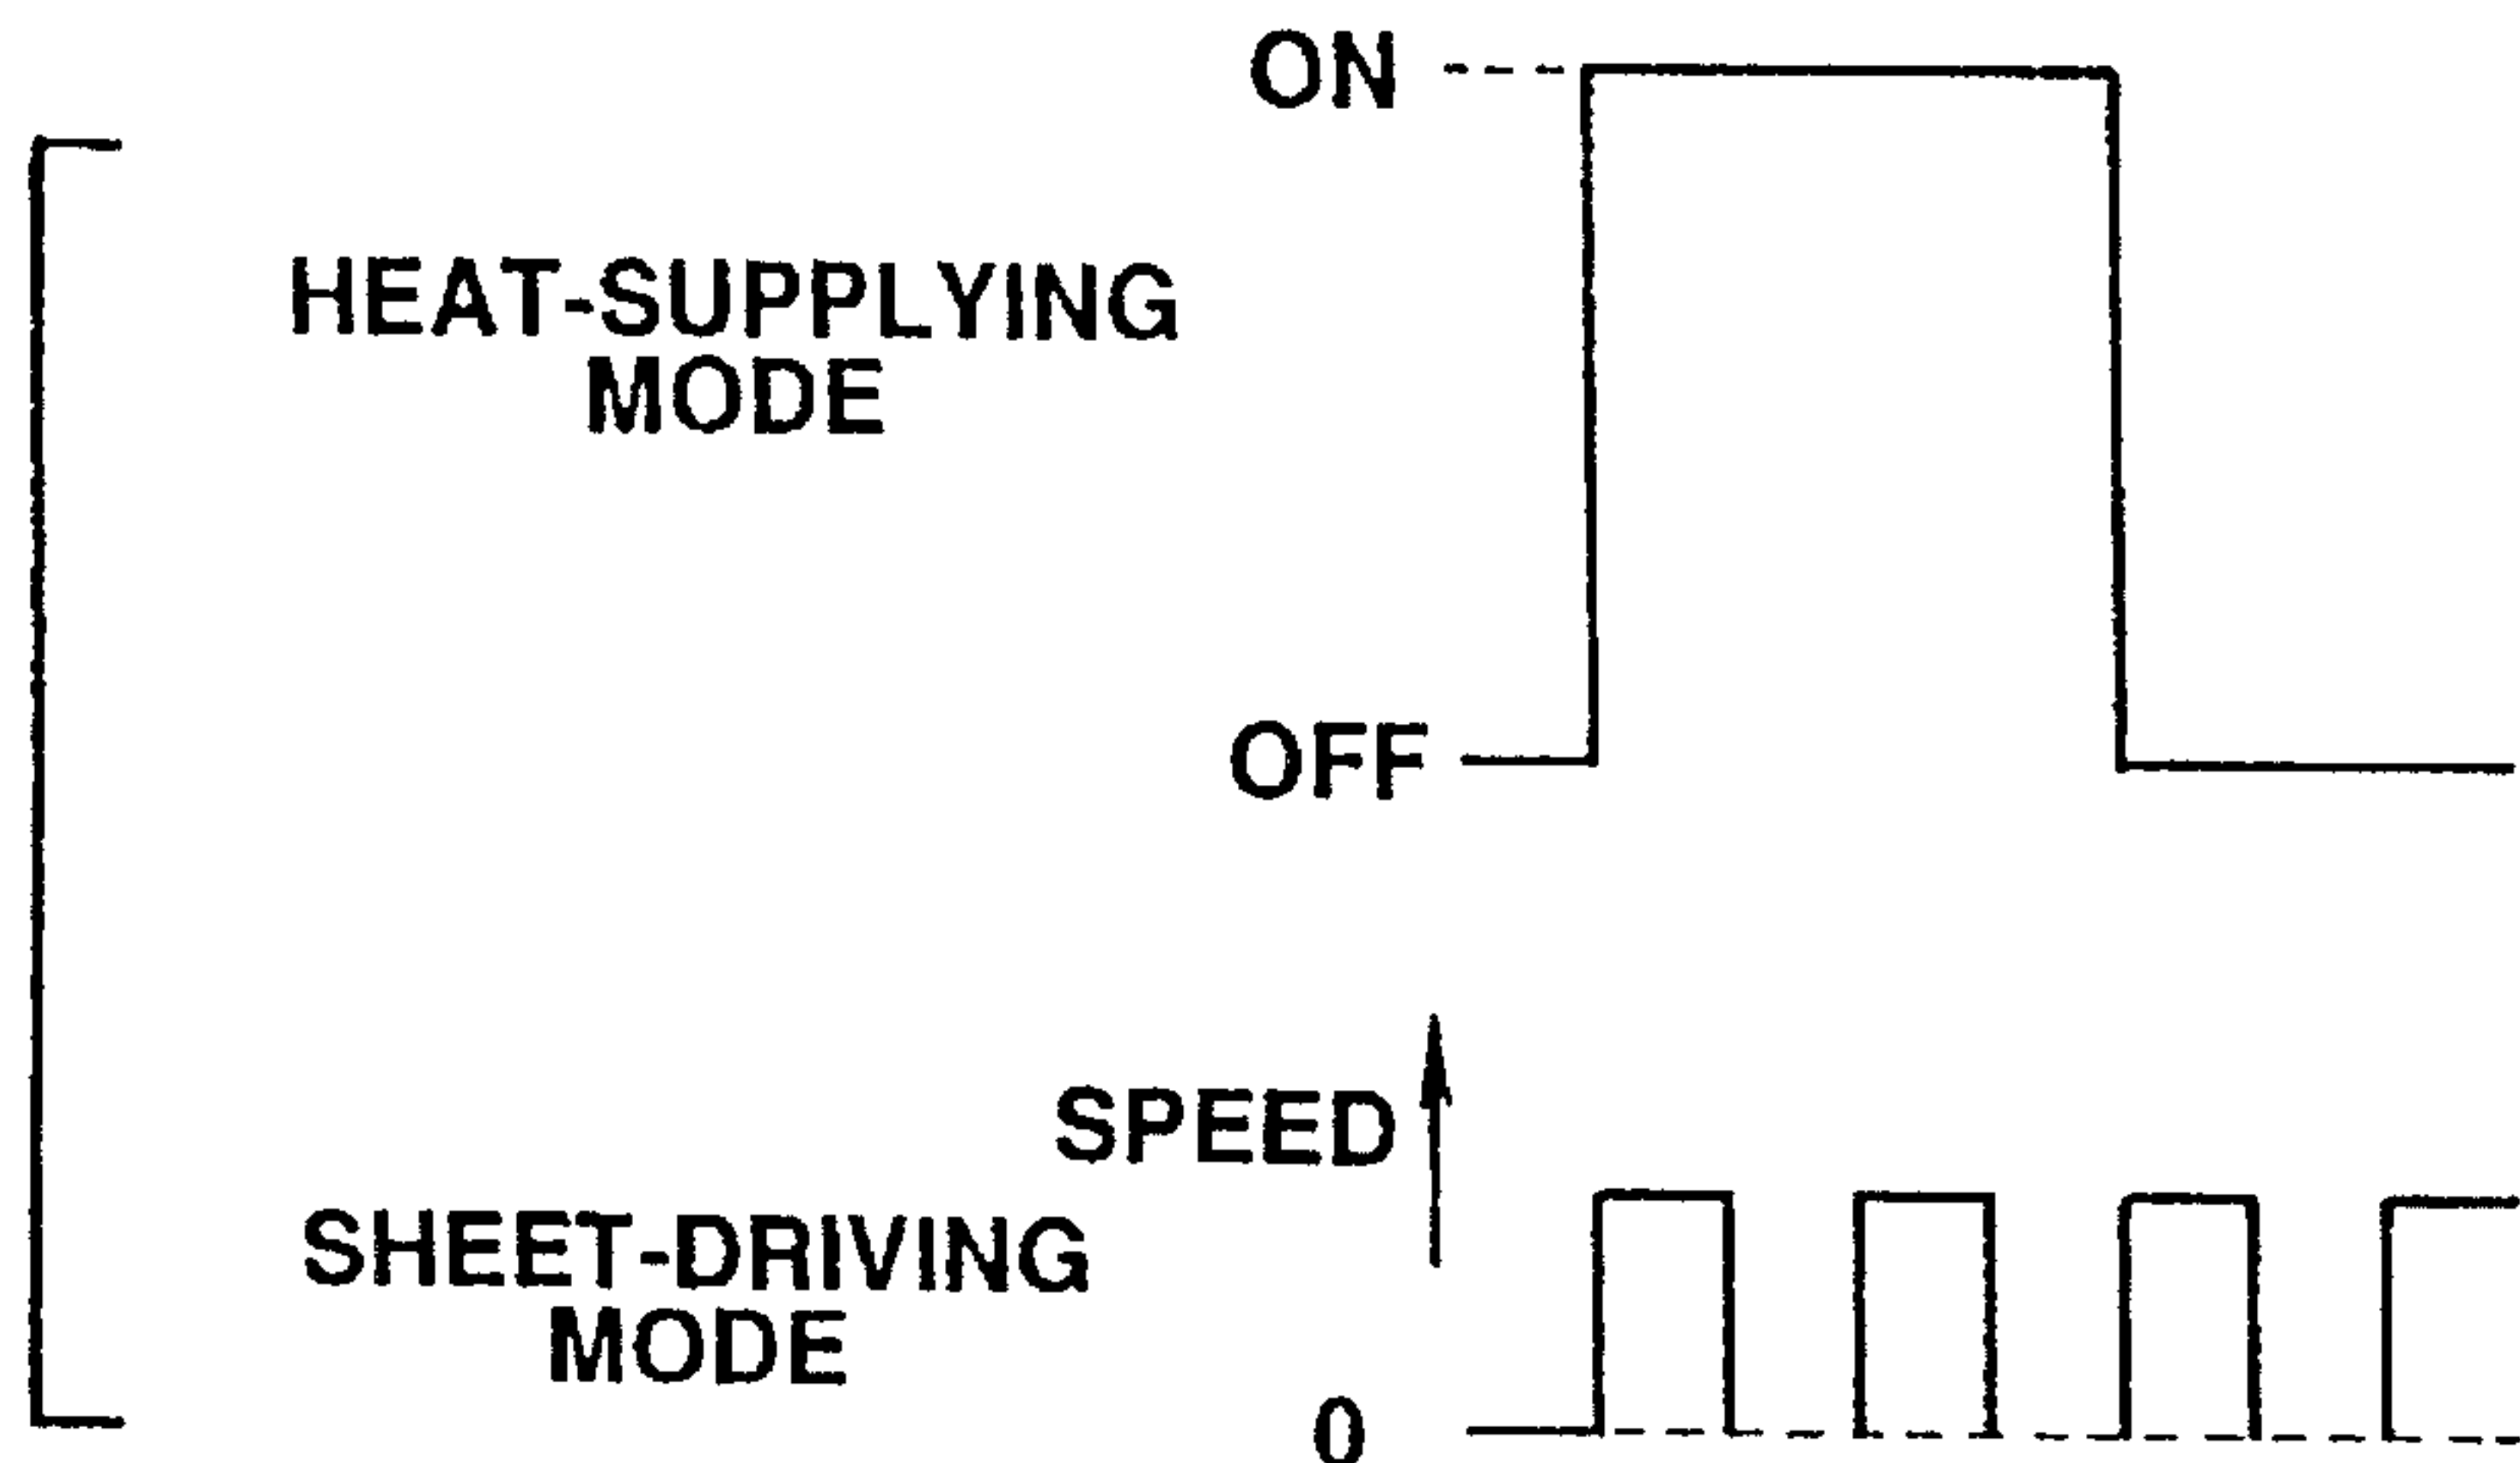 ON
HEAT-SUPPLYING
MODE
OFF
SPEED
SHEET-DRIVING
MODE
0